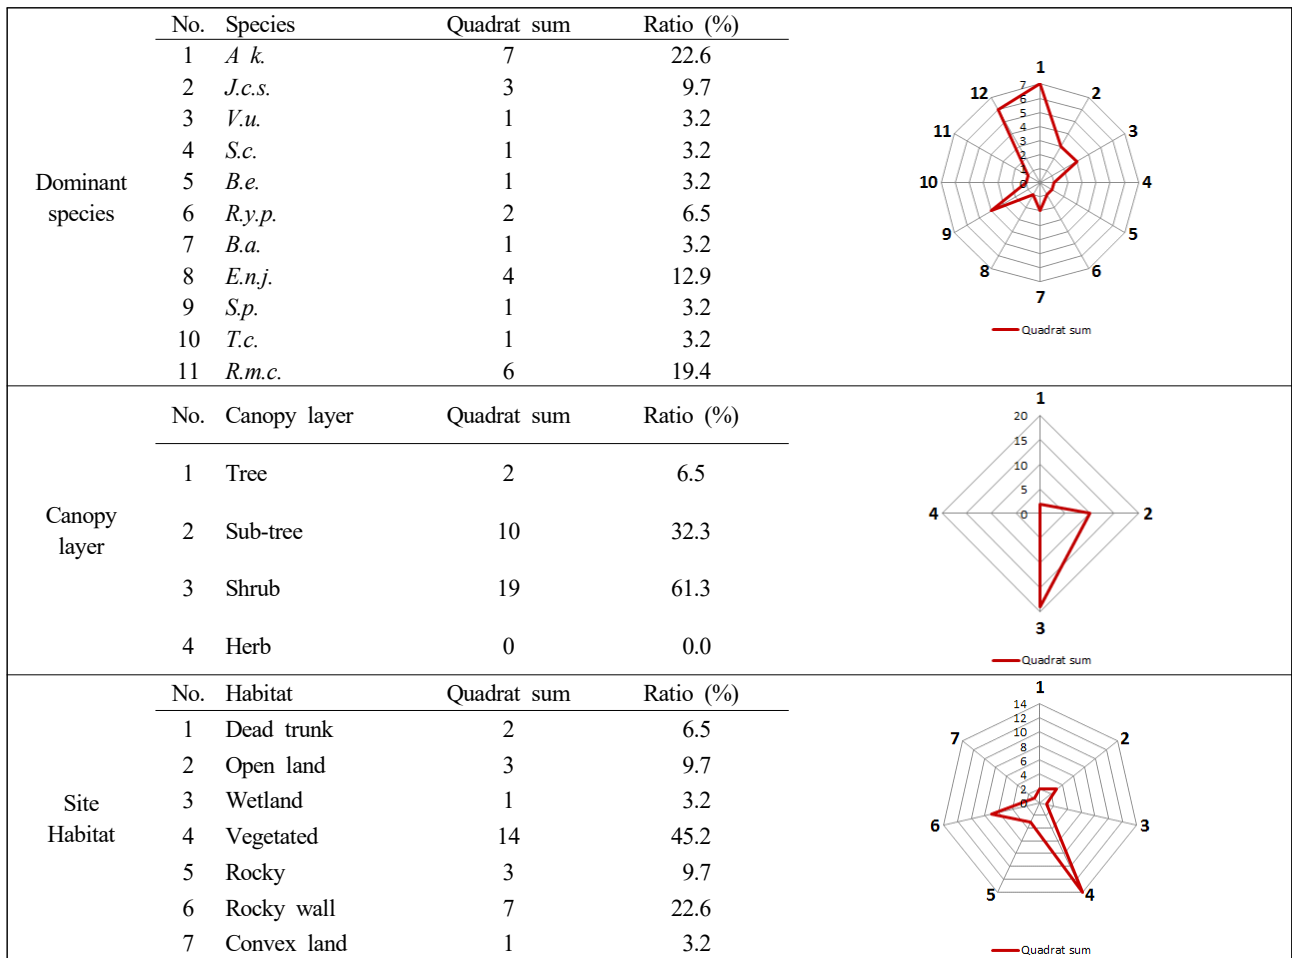 No. Species Quadrat sum Ratio (%)
1 A k. 7 22.6
2 J.c.s. 3 9.7
3 V.u. 1 3.2
4 S.c. 1 3.2
Dominant species
5 B.e. 1 3.2
6 R.y.p. 2 6.5
7 B.a. 1 3.2
8 E.n.j. 4 12.9
9 S.p. 1 3.2
10 T.c. 1 3.2
11 R.m.c. 6 19.4
1
2
3
4
5
6
7
8
9
10
11
12
7
6
5
4
3
2
1
0
Quadrat sum
No. Canopy layer Quadrat sum Ratio (%)
1 Tree 2 6.5
Canopy layer
2 Sub-tree 10 32.3
3 Shrub 19 61.3
4 Herb 0 0.0
1
2
3
4
20
15
10
5
0
Quadrat sum
No. Habitat Quadrat sum Ratio (%)
1 Dead trunk 2 6.5
2 Open land 3 9.7
3 Wetland 1 3.2
Site
Habitat
4 Vegetated 14 45.2
5 Rocky 3 9.7
6 Rocky wall 7 22.6
7 Convex land 1 3.2
1
2
3
4
5
6
7
14
12
10
8
6
4
2
0
Quadrat sum